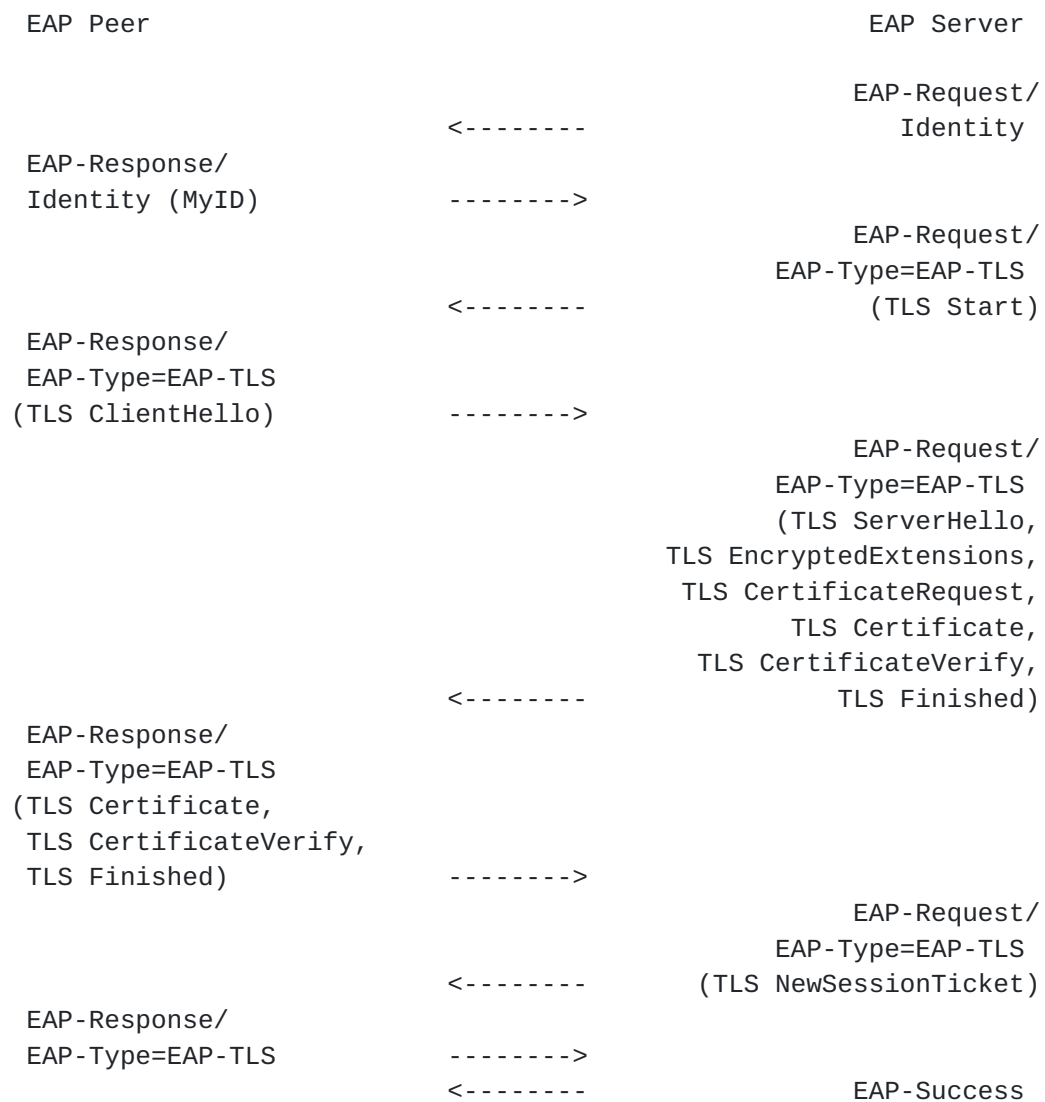 EAP Peer                                              EAP Server
                                                    EAP-Request/
                            <--------                    Identity
EAP-Response/
Identity (MyID)             -------->
                                                    EAP-Request/
                                                EAP-Type=EAP-TLS
                            <--------                 (TLS Start)
EAP-Response/
EAP-Type=EAP-TLS
(TLS ClientHello)           -------->
                                                    EAP-Request/
                                                EAP-Type=EAP-TLS
                                                (TLS ServerHello,
                                         TLS EncryptedExtensions,
                                          TLS CertificateRequest,
                                                 TLS Certificate,
                                           TLS CertificateVerify,
                            <--------               TLS Finished)
EAP-Response/
EAP-Type=EAP-TLS
(TLS Certificate,
TLS CertificateVerify,
TLS Finished)               -------->
                                                    EAP-Request/
                                                EAP-Type=EAP-TLS
                            <--------      (TLS NewSessionTicket)
EAP-Response/
EAP-Type=EAP-TLS            -------->
                            <--------                 EAP-Success